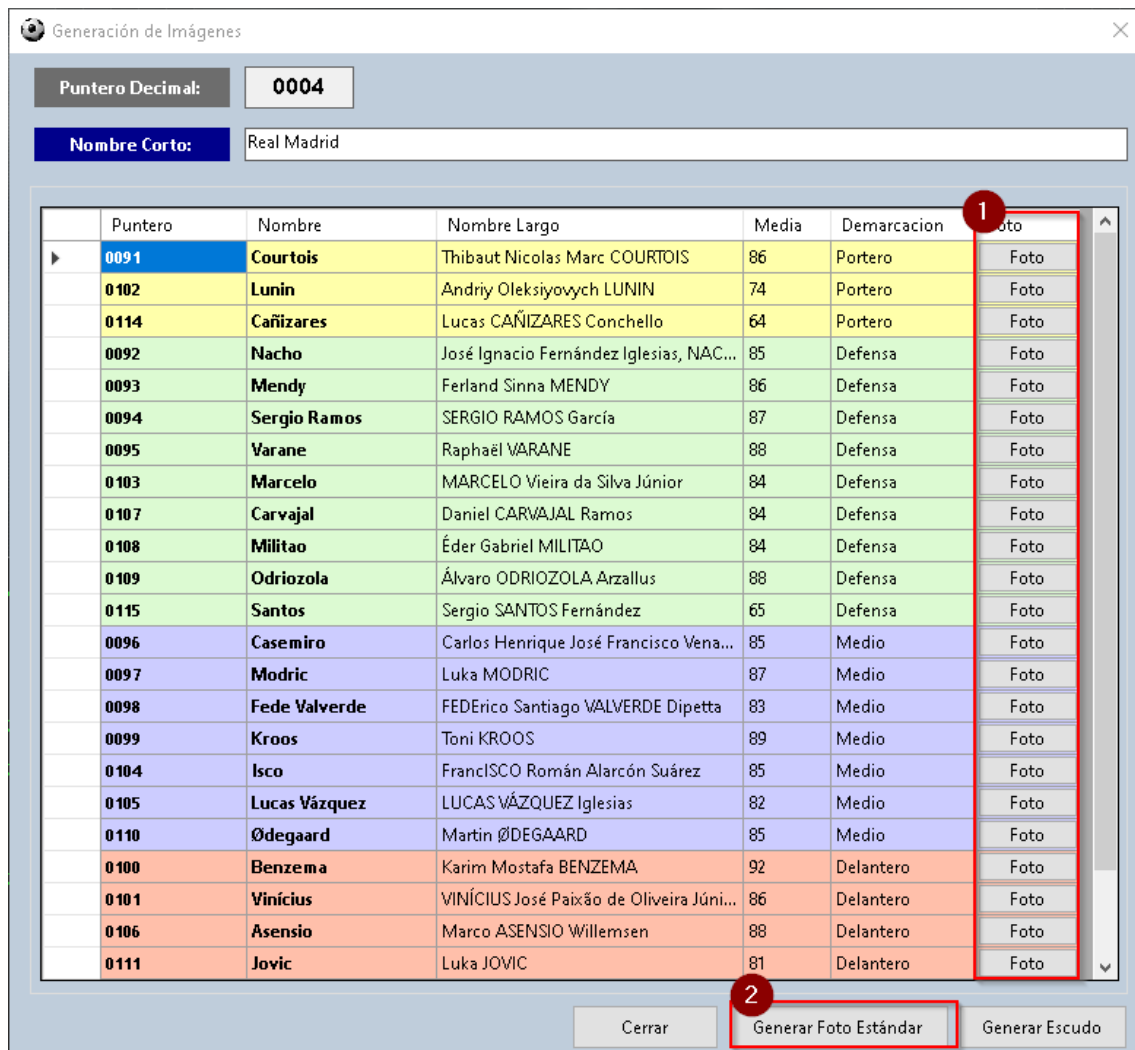 Generación de Imágenes
Puntero Decimal: 0004
Nombre Corto: Real Madrid
1
Puntero Nombre Nombre Largo Media Demarcacion oto
0091 Courtois Thibaut Nicolas Marc COURTOIS 86 Portero Foto
0102 Lunin Andriy Oleksiyovych LUNIN 74 Portero Foto
0114 Cañizares Lucas CAÑIZARES Conchello 64 Portero Foto
0092 Nacho José Ignacio Fernández Iglesias, NAC... 85 Defensa Foto
0093 Mendy Ferland Sinna MENDY 86 Defensa Foto
0094 Sergio Ramos SERGIO RAMOS García 87 Defensa Foto
0095 Varane Raphaël VARANE 88 Defensa Foto
0103 Marcelo MARCELO Vieira da Silva Júnior 84 Defensa Foto
0107 Carvajal Daniel CARVAJAL Ramos 84 Defensa Foto
0108 Militao Éder Gabriel MILITAO 84 Defensa Foto
0109 Odriozola Álvaro ODRIOZOLA Arzallus 88 Defensa Foto
0115 Santos Sergio SANTOS Fernández 65 Defensa Foto
0096 Casemiro Carlos Henrique José Francisco Vena... 85 Medio Foto
0097 Modric Luka MODRIC 87 Medio Foto
0098 Fede Valverde FEDErico Santiago VALVERDE Dipetta 83 Medio Foto
0099 Kroos Toni KROOS 89 Medio Foto
0104 Isco FrancISCO Román Alarcón Suárez 85 Medio Foto
0105 Lucas Vázquez LUCAS VÁZQUEZ Iglesias 82 Medio Foto
0110 Ødegaard Martin ØDEGAARD 85 Medio Foto
0100 Benzema Karim Mostafa BENZEMA 92 Delantero Foto
0101 Vinícius VINÍCIUS José Paixão de Oliveira Júni... 86 Delantero Foto
0106 Asensio Marco ASENSIO Willemsen 88 Delantero Foto
0111 Jovic Luka JOVIC 81 Delantero Foto
2
Cerrar Generar Foto Estándar Generar Escudo